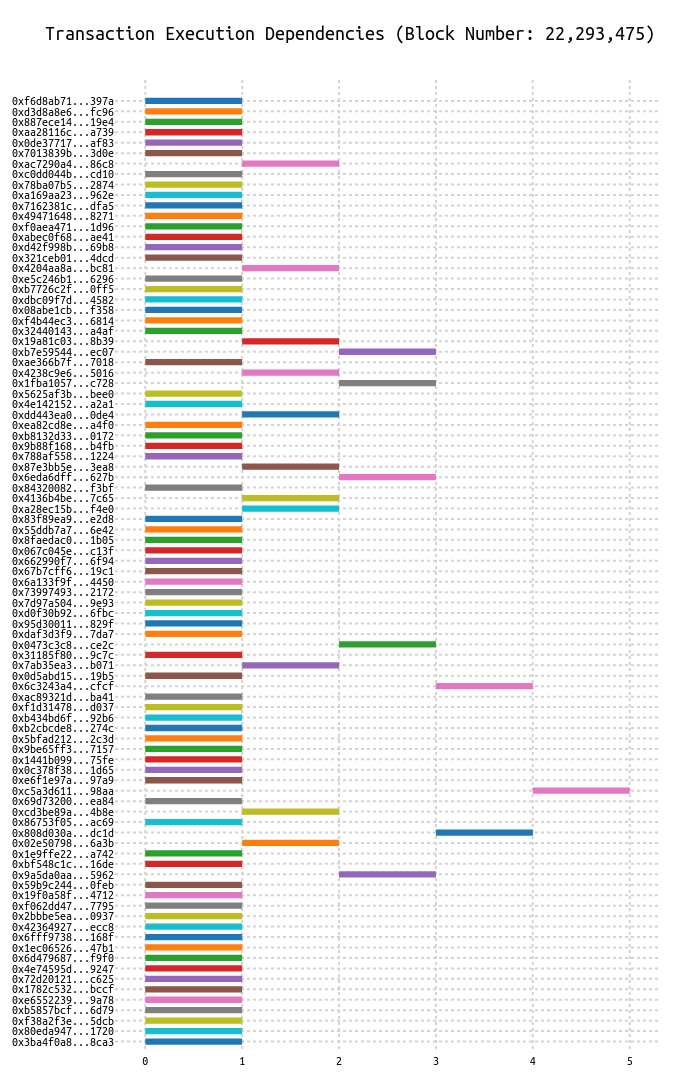 Transaction Execution Dependencies (Block Number: 22,293,475)
0xf6d8ab71...397a
0xd3d8a8e6...fc96
0x887ece14...19e4
0xaa28116c...a739
0x0de37717...af83
0x7013839b...3d0e
0xac7290a4...86c8
0xc0dd044b...cd10
0x78ba07b5...2874
0xa169aa23...962e
0x7162381c...dfa5
0x49471648...8271
0xf0aea471...1d96
0xabec0f68...ae41
0xd42f998b...69b8
0x321ceb01...4dcd
0x4204aa8a...bc81
0xe5c246b1...6296
0xb7726c2f...0ff5
0xdbc09f7d...4582
0x08abe1cb...f358
0xf4b44ec3...6814
0x32440143...a4af
0x19a81c03...8b39
0xb7e59544...ec07
0xae366b7f...7018
0x4238c9e6...5016
0x1fba1057...c728
0x5625af3b...bee0
0x4e142152...a2a1
0xdd443ea0...0de4
0xea82cd8e...a4f0
0xb8132d33...0172
0x9b88f168...b4fb
0x788af558...1224
0x87e3bb5e...3ea8
0x6eda6dff...627b
0x84320082...f3bf
0x4136b4be...7c65
0xa28ec15b...f4e0
0x83f89ea9...e2d8
0x55ddb7a7...6e42
0x8faedac0...1b05
0x067c045e...c13f
0x662990f7...6f94
0x67b7cff6...19c1
0x6a133f9f...4450
0x73997493...2172
0x7d97a504...9e93
0xd0f30b92...6fbc
0x95d30011...829f
0xdaf3d3f9...7da7
0x0473c3c8...ce2c
0x31185f80...9c7c
0x7ab35ea3...b071
0x0d5abd15...19b5
0x6c3243a4...cfcf
0xac89321d...ba41
0xf1d31478...d037
0xb434bd6f...92b6
0xb2cbcde8...274c
0x5bfad212...2c3d
0x9be65ff3...7157
0x1441b099...75fe
0x0c378f38...1d65
0xe6f1e97a...97a9
0xc5a3d611...98aa
0x69d73200...ea84
0xcd3be89a...4b8e
0x86753f05...ac69
0x808d030a...dc1d
0x02e50798...6a3b
0x1e9ffe22...a742
0xbf548c1c...16de
0x9a5da0aa...5962
0x59b9c244...0feb
0x19f0a58f...4712
0xf062dd47...7795
0x2bbbe5ea...0937
0x42364927...ecc8
0x6fff9738...168f
0x1ec06526...47b1
0x6d479687...f9f0
0x4e74595d...9247
0x72d20121...c625
0x1782c532...bccf
0xe6552239...9a78
0xb5857bcf...6d79
0xf38a2f3e...5dcb
0x80eda947...1720
0x3ba4f0a8...8ca3
0 1 2 3 4 5